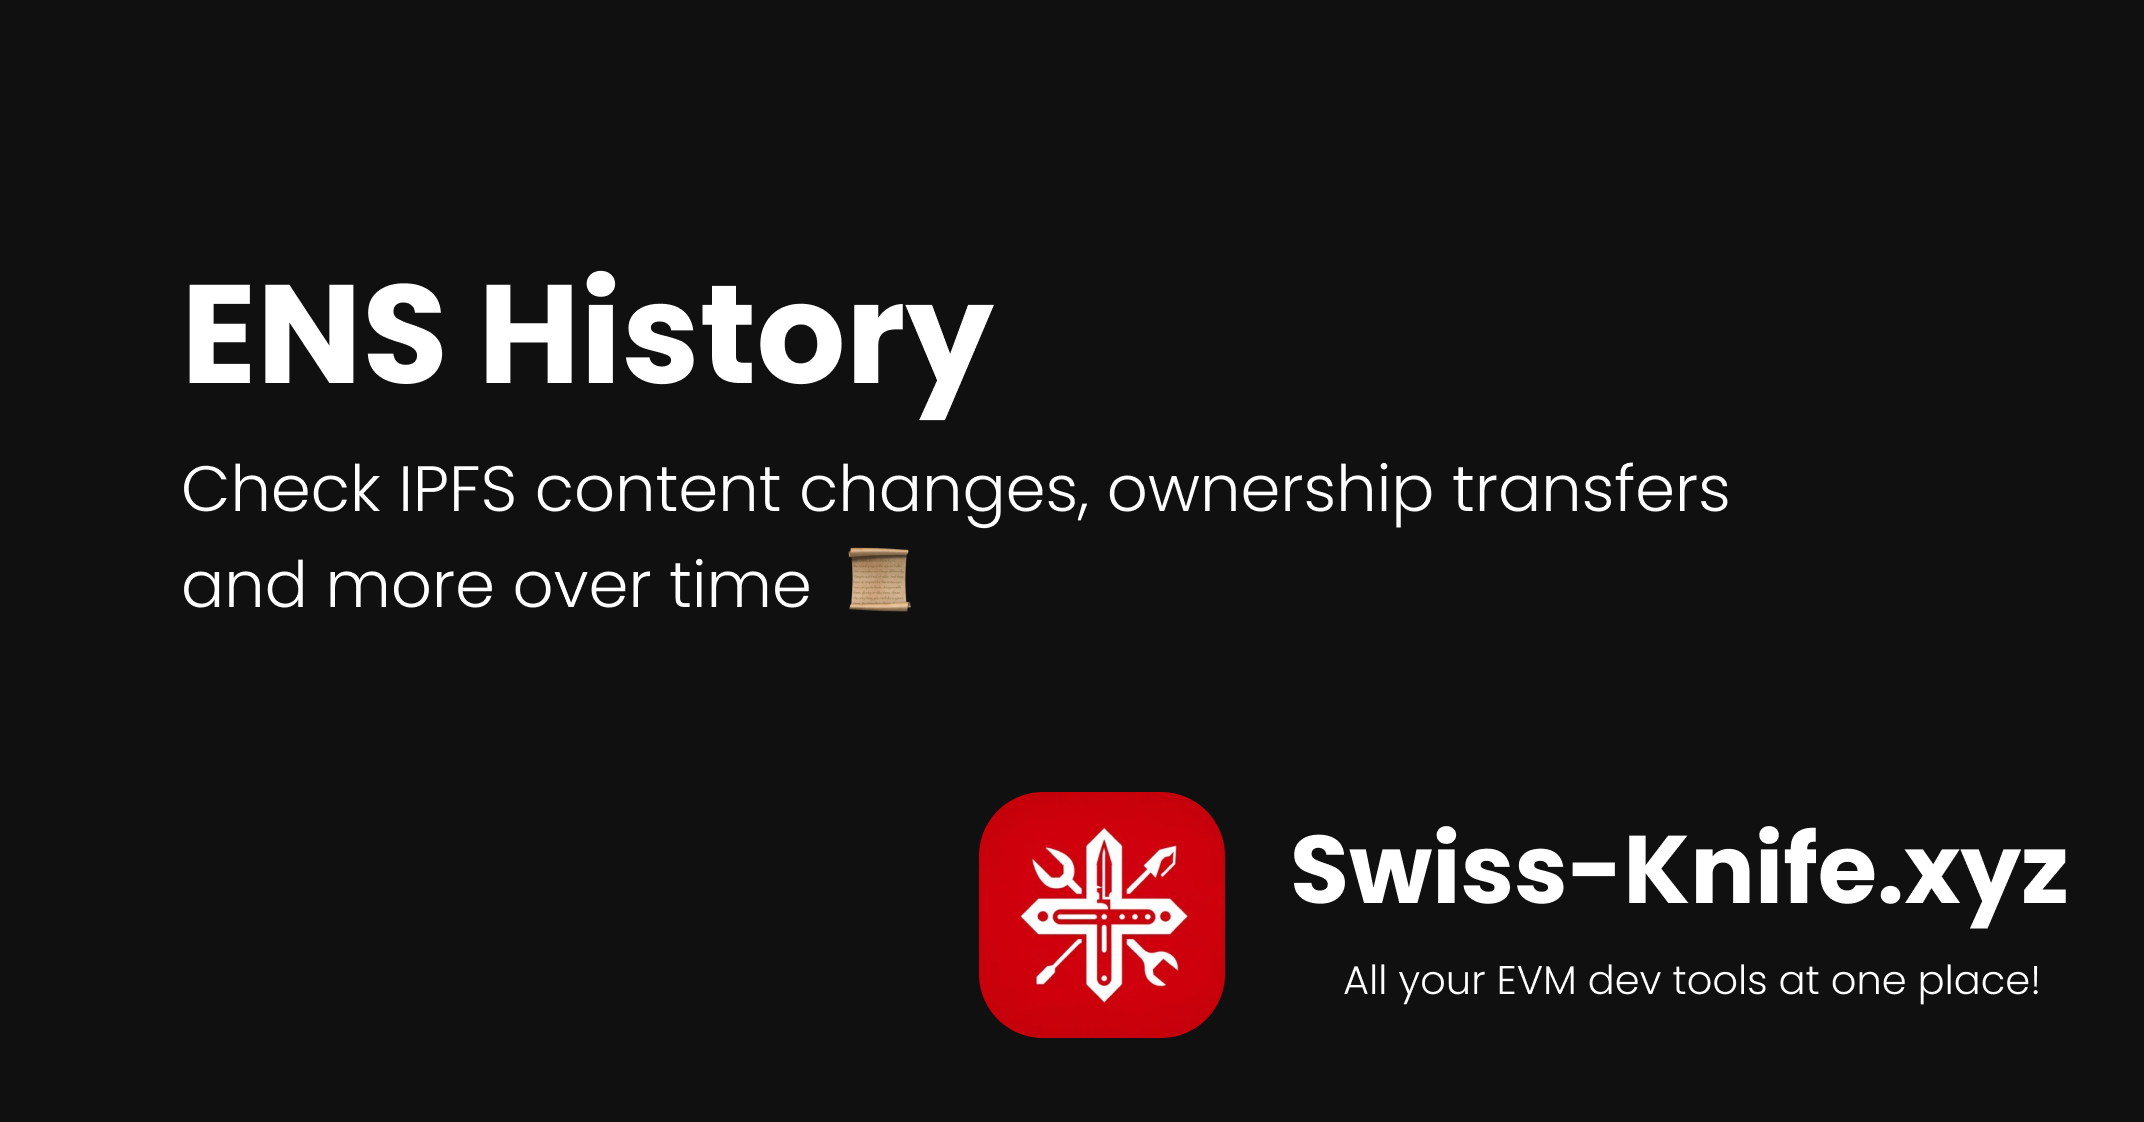 ENS History
Check IPFS content changes, ownership transfers
and more over time 📜
Swiss-Knife.xyz
All your EVM dev tools at one place!